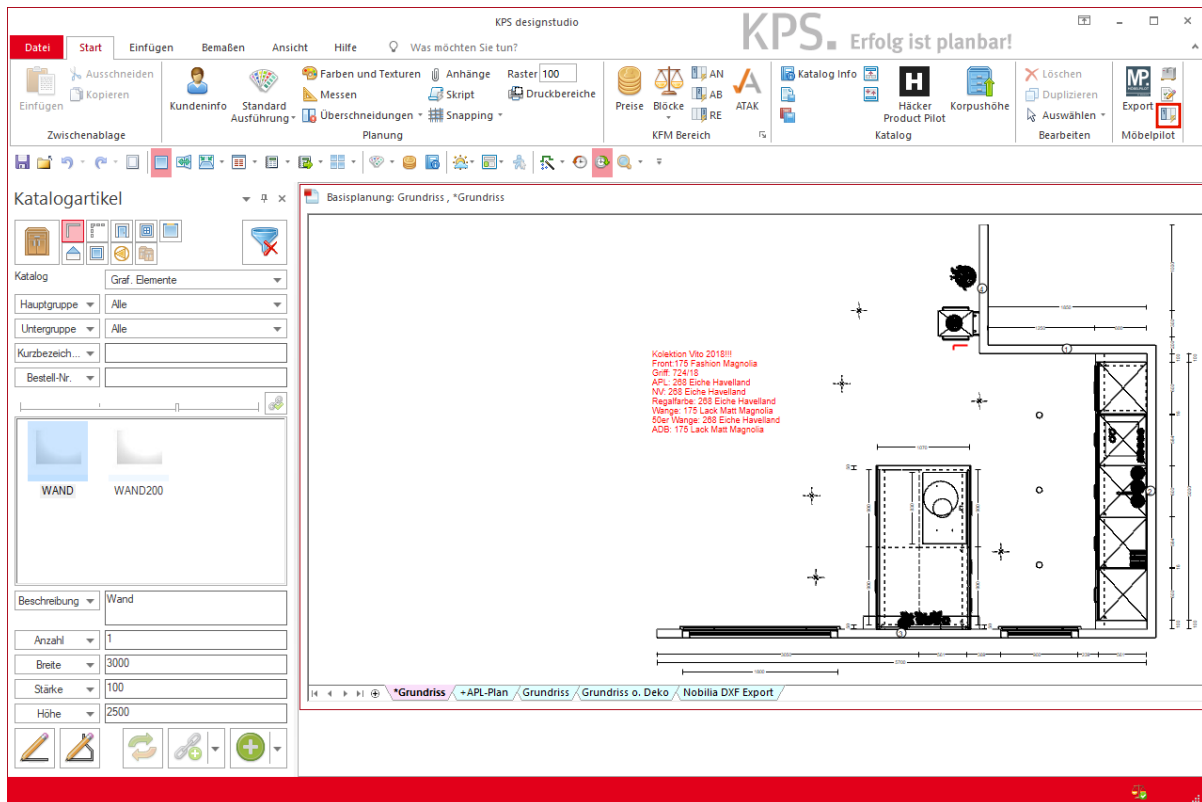 KPS designstudio
KPS. Erfolg ist planbar!
Datei Start Einfügen Bemaßen Ansicht Hilfe Was möchten Sie tun?
Ausschneiden
Kopieren
Einfügen
Zwischenablage
Kundeninfo
Standard
Ausführung
Farben und Texturen Anhänge Raster 100
Messen Skript Druckbereiche
Überschneidungen Snapping
Planung
Preise Blöcke AN
AB
RE
ATAK
KFM Bereich
Katalog Info
Häcker
Product Pilot
Korpushöhe
Katalog
Löschen
Duplizieren
Auswählen
Bearbeiten
MP
Export
Möbelpilot
Katalogartikel
Katalog Graf. Elemente
Hauptgruppe Alle
Untergruppe Alle
Kurzbezeich...
Bestell-Nr.
WAND WAND200
Beschreibung Wand
Anzahl 1
Breite 3000
Stärke 100
Höhe 2500
Basisplanung: Grundriss , *Grundriss
Kolektion Vito 2018!!!
Front:175 Fashion Magnolia
Griff: 724/18
APL: 268 Eiche Havelland
NV: 268 Eiche Havelland
Regalfarbe: 268 Eiche Havelland
Wange: 175 Lack Matt Magnolia
50er Wange: 268 Eiche Havelland
ADB: 175 Lack Matt Magnolia
*Grundriss +APL-Plan Grundriss Grundriss o. Deko Nobilia DXF Export